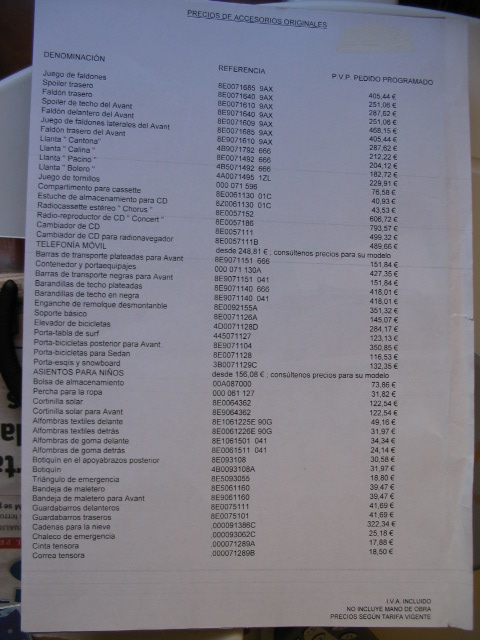 PRECIOS DE ACCESORIOS ORIGINALES
DENOMINACIÓN REFERENCIA P.V.P. PEDIDO PROGRAMADO
Juego de faldones 8E0071685 9AX 405,44 €
Spoiler trasero 8E0071640 9AX 251,06 €
Faldón trasero 8E0071610 9AX 287,62 €
Spoiler de techo del Avant 8E9071640 9AX 251,06 €
Faldón delantero del Avant 8E0071609 9AX 468,15 €
Juego de faldones laterales del Avant 8E0071685 9AX 405,44 €
Faldón trasero del Avant 8E9071610 9AX 287,62 €
Llanta " Cantona" 4B9071792 666 212,22 €
Llanta " Calina " 8E0071492 666 204,12 €
Llanta " Pacino " 4B5071492 666 182,72 €
Llanta " Bolero " 4A0071495 1ZL 229,91 €
Juego de tornillos 000 071 596 76,58 €
Compartimento para cassette 8E0061130 01C 40,93 €
Estuche de almacenamiento para CD 8Z0061130 01C 43,53 €
Radiocassette estéreo " Chorus " 8E0057152 606,72 €
Radio-reproductor de CD " Concert " 8E0057186 793,57 €
Cambiador de CD 8E0057111 499,32 €
Cambiador de CD para radionavegador 8E0057111B 489,66 €
TELEFONÍA MÓVIL desde 248,81 € ; consúltenos precios para su modelo
Barras de transporte plateadas para Avant 8E9071151 666 151,84 €
Contenedor y portaequipajes 000 071 130A 427,35 €
Barras de transporte negras para Avant 8E9071151 041 151,84 €
Barandillas de techo plateadas 8E9071140 666 418,01 €
Barandillas de techo en negra 8E9071140 041 418,01 €
Enganche de remolque desmontanble 8E0092155A 351,32 €
Soporte básico 8E0071126A 145,07 €
Elevador de bicicletas 4D0071128D 284,17 €
Porta-tabla de surf 445071127 123,13 €
Porta-bicicletas posterior para Avant 8E9071104 350,85 €
Porta-bicicletas para Sedan 8E0071128 116,53 €
Porta-esqís y snowboard 3B0071129C 132,35 €
ASIENTOS PARA NIÑOS desde 156,08 € ; consúltenos precios para su modelo
Bolsa de almacenamiento 00A087000 73,86 €
Percha para la ropa 000 061 127 31,82 €
Cortinilla solar 8E0064362 122,54 €
Cortinilla solar para Avant 8E9064362 122,54 €
Alfombras textiles delante 8E1061225E 90G 49,16 €
Alfombras textiles detrás 8E0061226E 90G 31,97 €
Alfombras de goma delante 8E1061501 041 34,34 €
Alfombras de goma detrás 8E0061511 041 24,14 €
Botiquín en el apoyabrazos posterior 8E093108 30,58 €
Botiquín 4B0093108A 31,97 €
Triángulo de emergencia 8E5093055 18,80 €
Bandeja de maletero 8E5061160 39,47 €
Bandeja de maletero para Avant 8E9061160 39,47 €
Guardabarros delanteros 8E0075111 41,69 €
Guardabarros traseros 8E0075101 41,69 €
Cadenas para la nieve 000091386C 322,34 €
Chaleco de emergencia 000093062C 25,18 €
Cinta tensora 000071289A 17,88 €
Correa tensora 000071289B 18,50 €
I.V.A. INCLUIDO
NO INCLUYE MANO DE OBRA
PRECIOS SEGÚN TARIFA VIGENTE